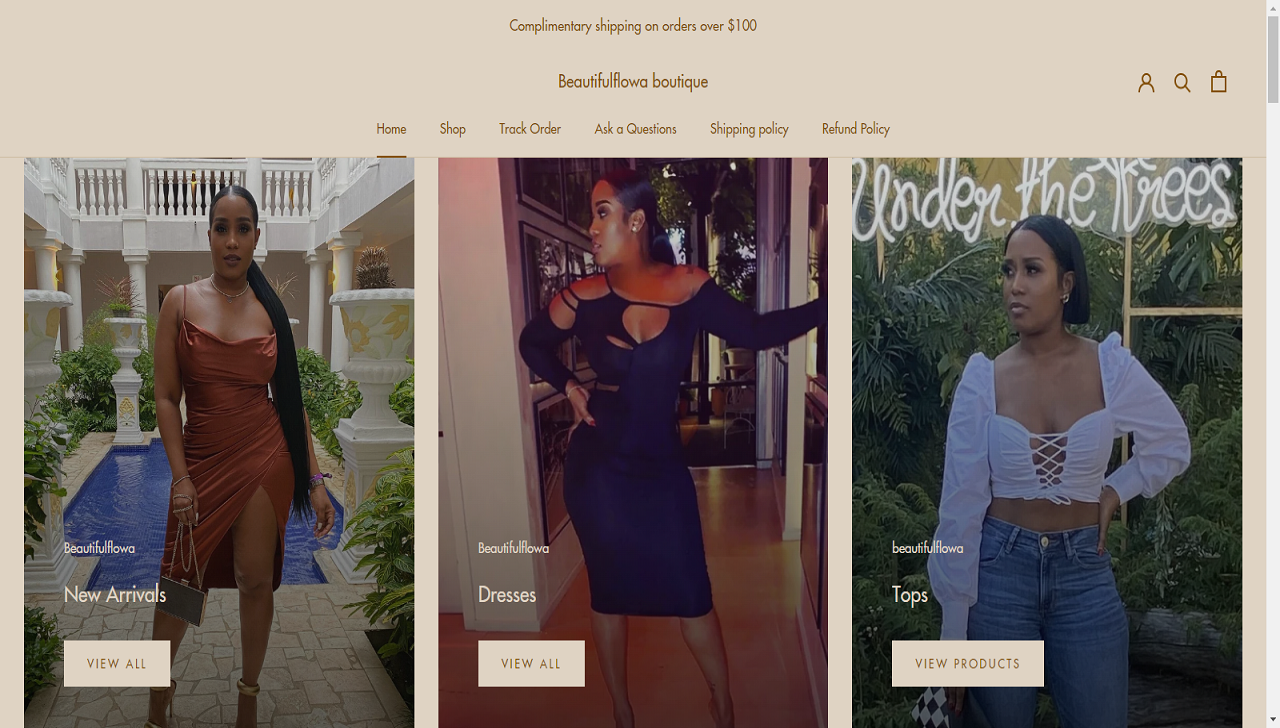 Complimentary shipping on orders over $100
Beautifulflowa boutique
Home Shop Track Order Ask a Questions Shipping policy Refund Policy
Under the Trees
Beautifulflowa
New Arrivals
VIEW ALL
Beautifulflowa
Dresses
VIEW ALL
beautifulflowa
Tops
VIEW PRODUCTS